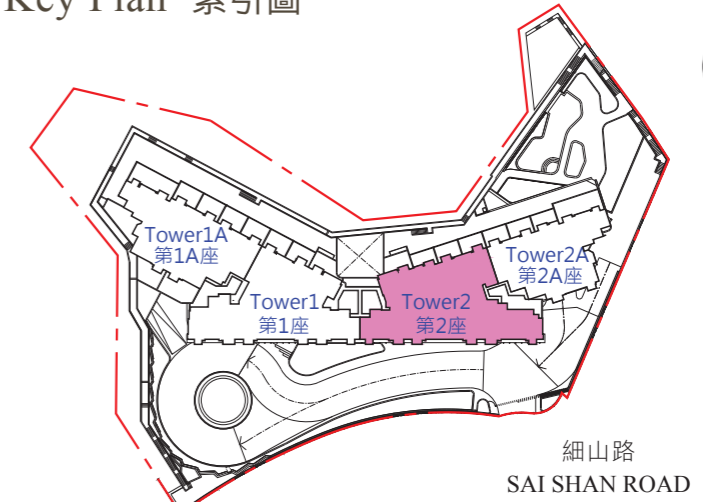 Key Plan 索引圖
Tower1A
第1A座
Tower1
第1座
Tower2
第2座
Tower2A
第2A座
細山路
SAI SHAN ROAD